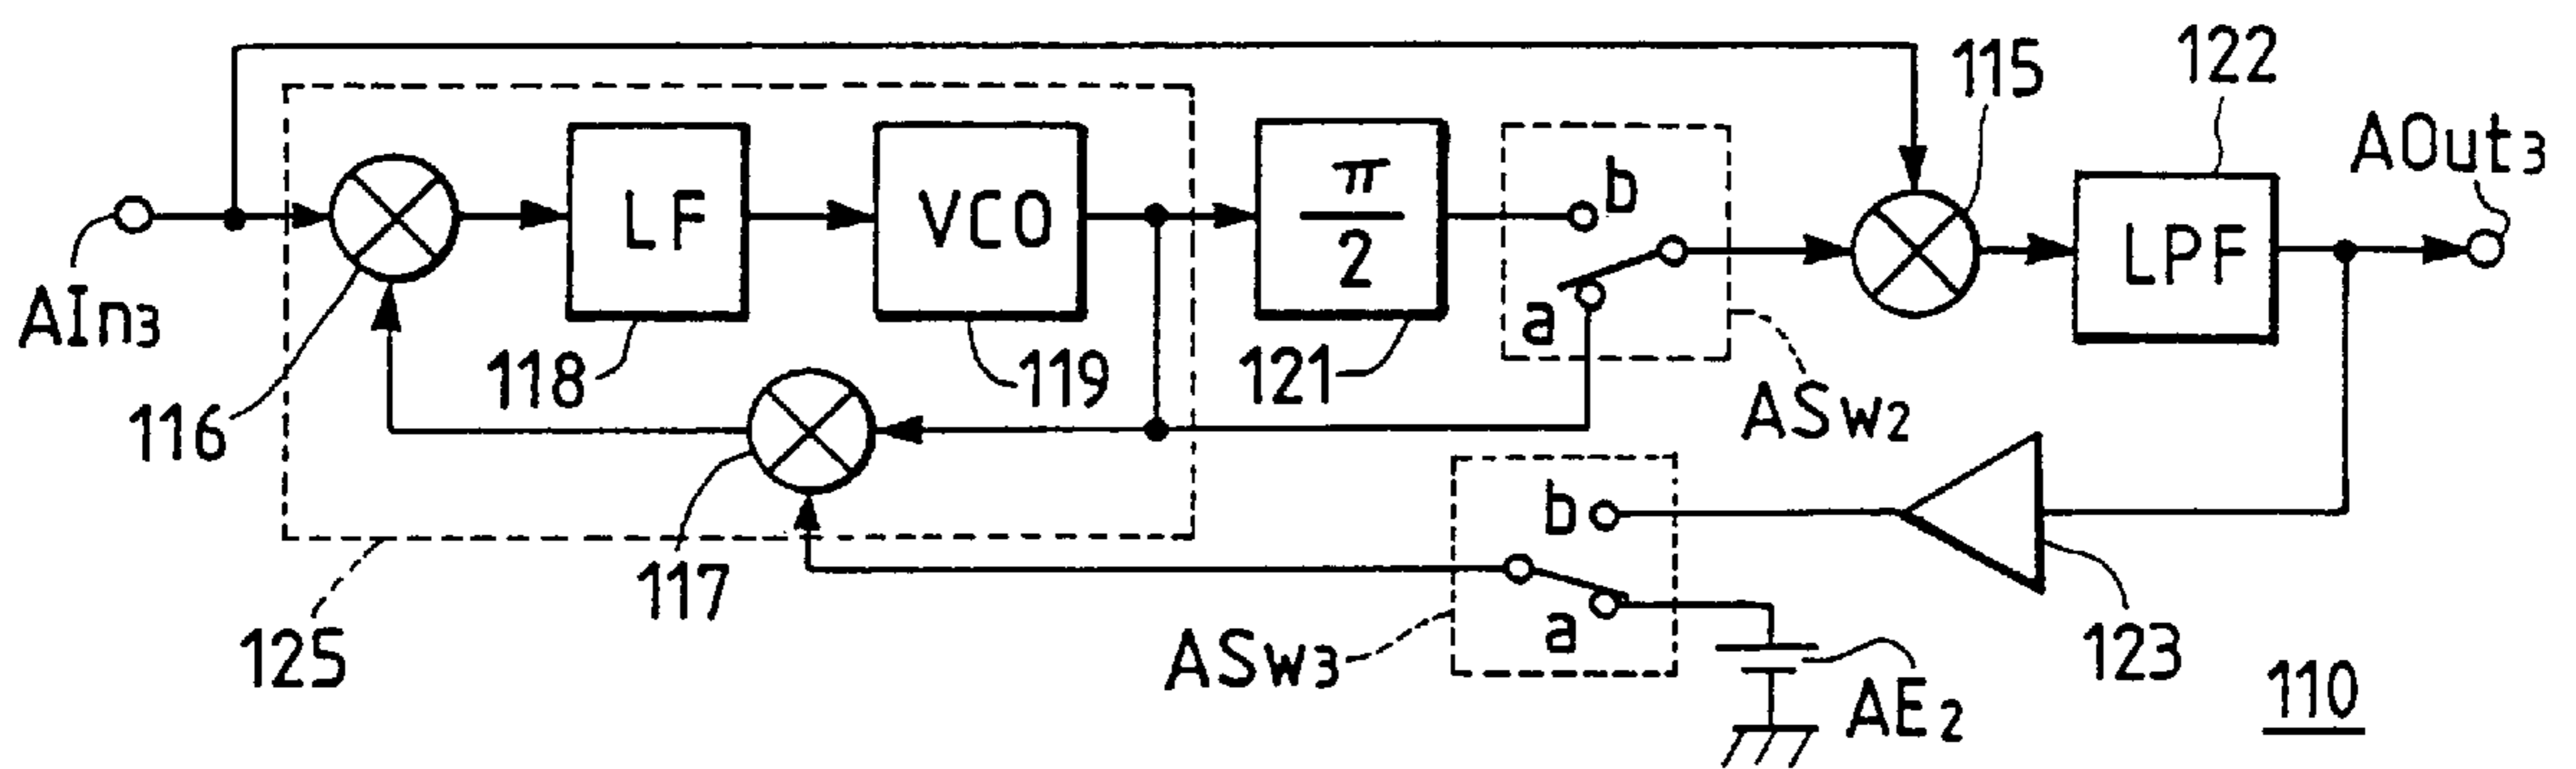 115
122
AOut3
LF
VCO
π/2
b
a
LPF
AIn3
116
118
119
121
ASw2
117
b
a
125
ASw3
AE2
123
110